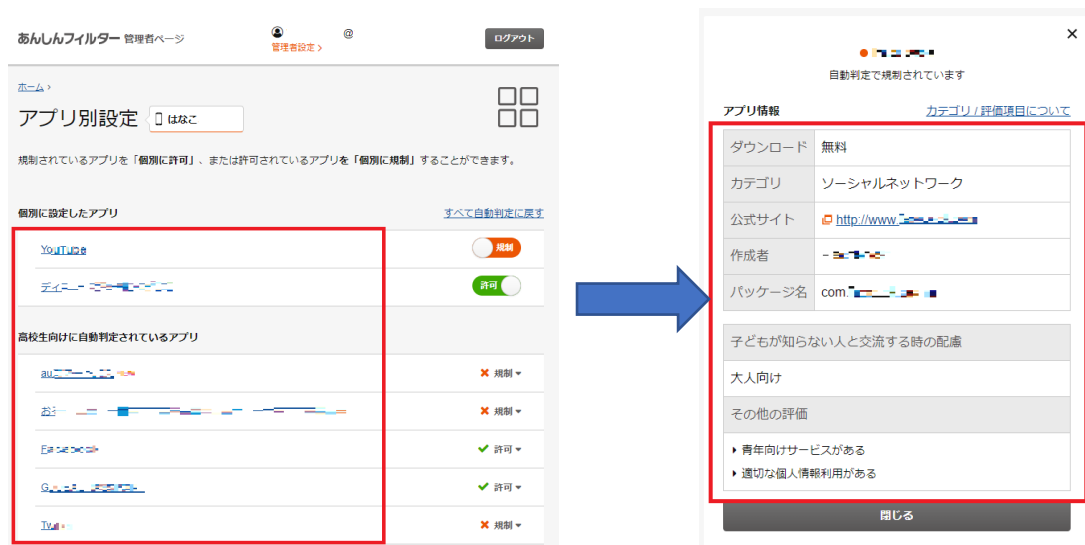 あんしんフィルター 管理者ページ
@
管理者設定 >
ログアウト
ホーム ›
アプリ別設定
はなこ
規制されているアプリを「個別に許可」、または許可されているアプリを「個別に規制」することができます。
個別に設定したアプリ
すべて自動判定に戻す
YouTube
規制
許可
高校生向けに自動判定されているアプリ
au
規制
規制
許可
G
許可
規制
×
自動判定で規制されています
アプリ情報
カテゴリ / 評価項目について
ダウンロード 無料
カテゴリ ソーシャルネットワーク
公式サイト http://www.
作成者
パッケージ名 com.
子どもが知らない人と交流する時の配慮
大人向け
その他の評価
青年向けサービスがある
適切な個人情報利用がある
閉じる